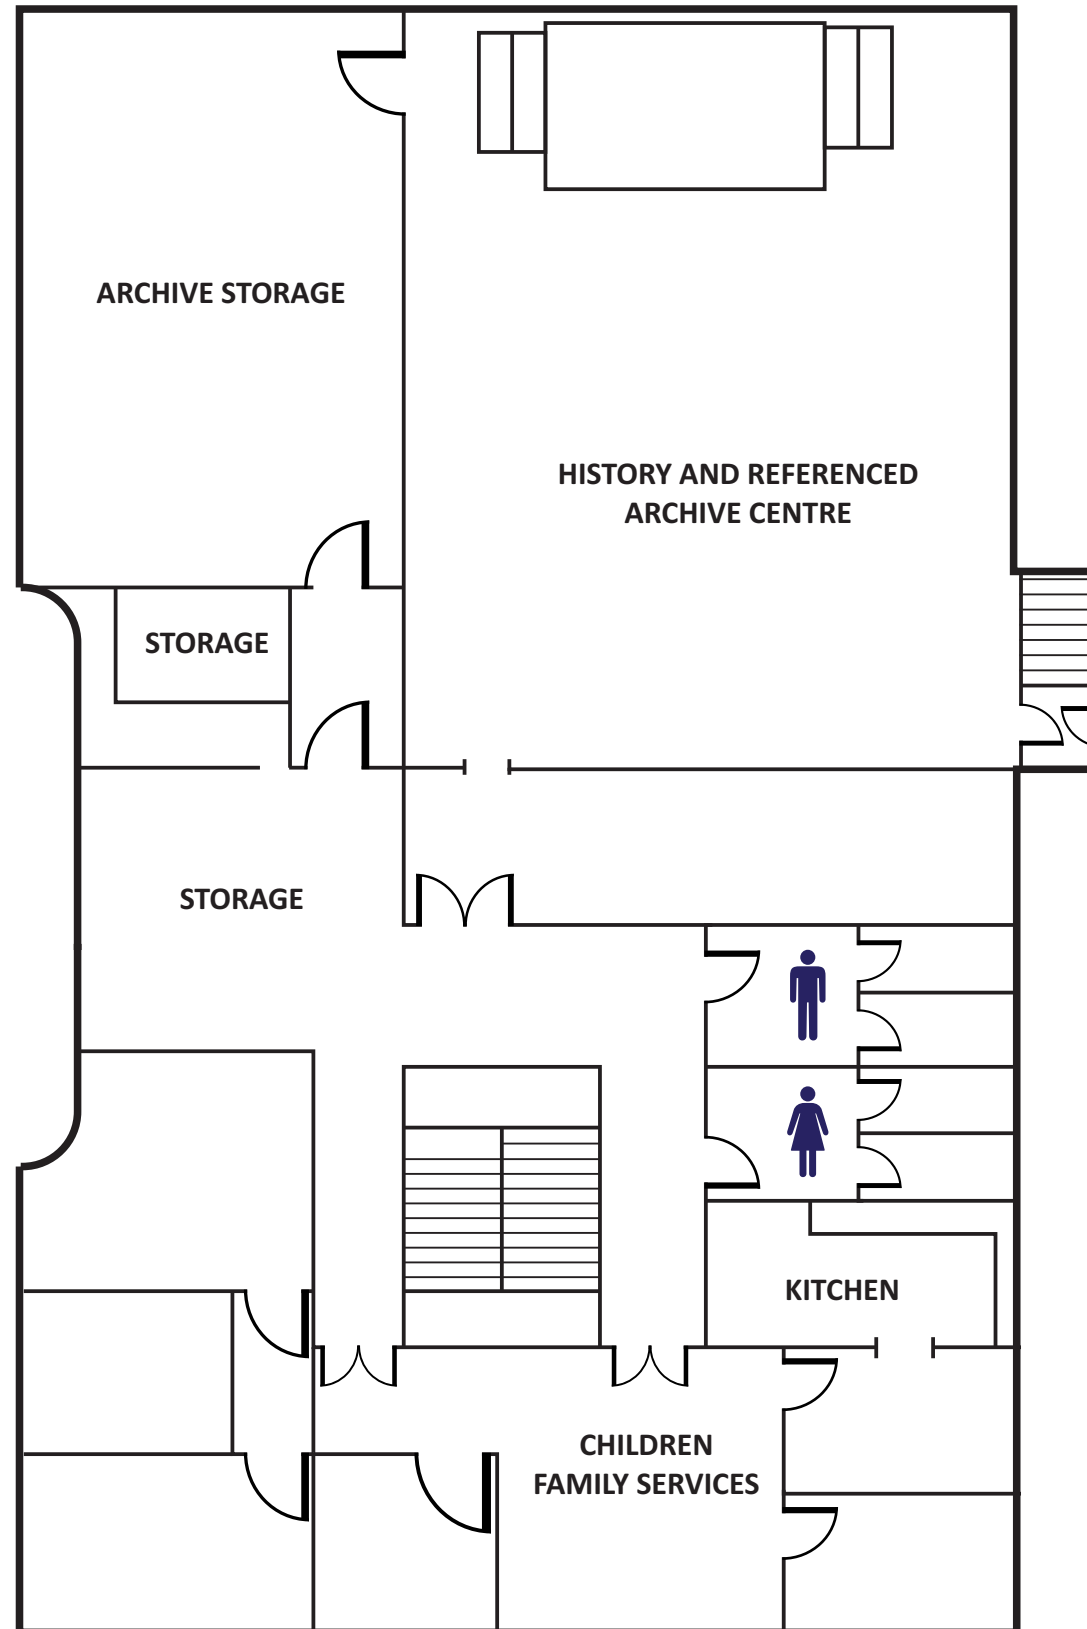 ARCHIVE STORAGE
HISTORY AND REFERENCED
ARCHIVE CENTRE
STORAGE
STORAGE
KITCHEN
CHILDREN
FAMILY SERVICES